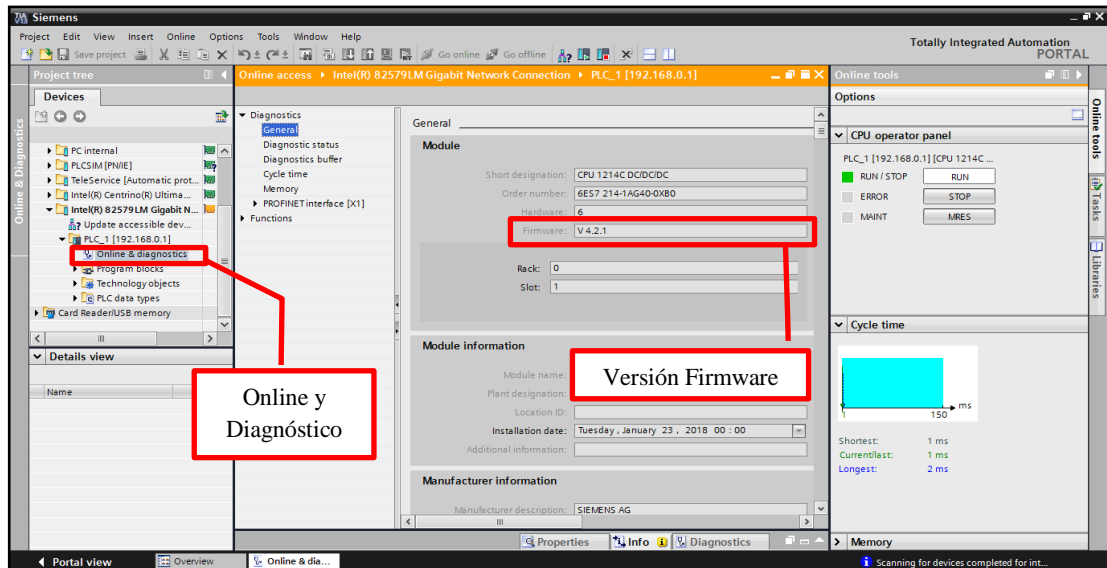 Siemens
Project Edit View Insert Online Options Tools Window Help
Save project Go online Go offline
Totally Integrated Automation
PORTAL
Project tree
Devices
Online & Diagnostics
PC internal
PLCSIM [PN/IE]
TeleService [Automatic prot...
Intel(R) Centrino(R) Ultima...
Intel(R) 82579LM Gigabit N...
Update accessible dev...
PLC_1 [192.168.0.1]
Online & diagnostics
Program blocks
Technology objects
PLC data types
Card Reader/USB memory
Details view
Name
Online access Intel(R) 82579LM Gigabit Network Connection PLC_1 [192.168.0.1]
Diagnostics
General
Diagnostic status
Diagnostics buffer
Cycle time
Memory
PROFINET interface [X1]
Functions
General
Module
Short designation: CPU 1214C DC/DC/DC
Order number: 6ES7 214-1AG40-0XB0
Hardware: 6
Firmware: V 4.2.1
Rack: 0
Slot: 1
Module information
Module name:
Plant designation:
Location ID:
Installation date: Tuesday , January 23 , 2018 00 : 00
Additional information:
Manufacturer information
Manufacturer description: SIEMENS AG
Online y
Diagnóstico
Versión Firmware
Properties Info Diagnostics
Online tools
Options
CPU operator panel
PLC_1 [192.168.0.1] [CPU 1214C ...
RUN / STOP RUN
ERROR STOP
MAINT MRES
Cycle time
1 150 ms
Shortest: 1 ms
Current/last: 1 ms
Longest: 2 ms
Memory
Online tools
Tasks
Libraries
Portal view Overview Online & dia...
Scanning for devices completed for int...